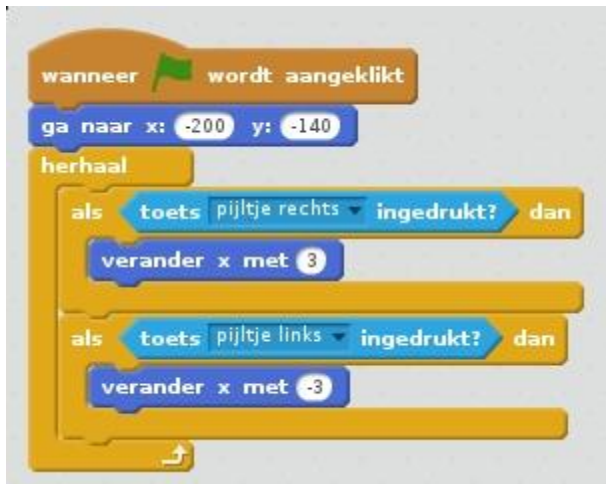 wanneer wordt aangeklikt
ga naar x: -200 y: -140
herhaal
als toets pijltje rechts ingedrukt? dan
verander x met 3
als toets pijltje links ingedrukt? dan
verander x met -3